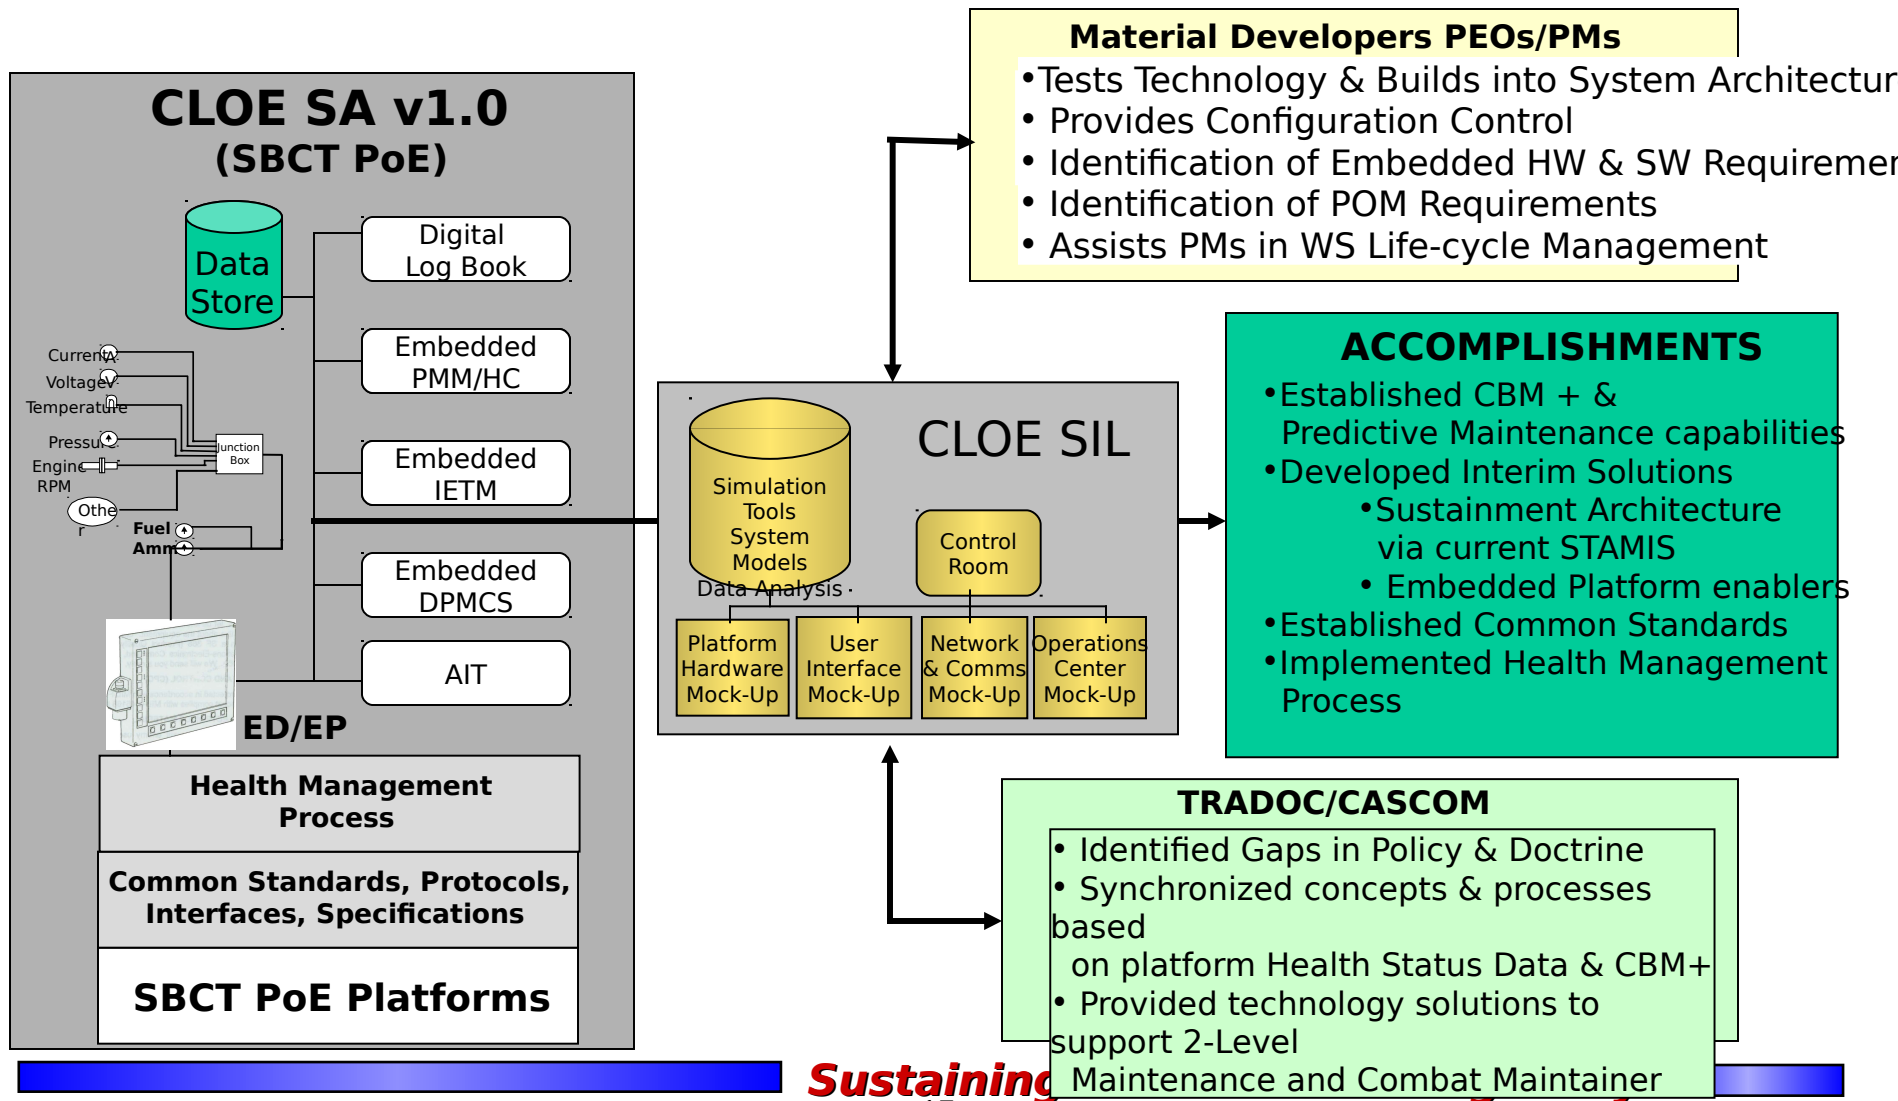 CLOE SA v1.0
(SBCT PoE)
Data
Store
Digital
Log Book
Embedded
PMM/HC
Embedded
IETM
Embedded
DPMCS
AIT
Current
A
Voltage
V
Temperature
Pressure
Engine
RPM
Othe
r
Junction
Box
Fuel
Amm
ED/EP
Health Management
Process
Common Standards, Protocols,
Interfaces, Specifications
SBCT PoE Platforms
CLOE SIL
Simulation
Tools
System
Models
Data Analysis
Control
Room
Platform
Hardware
Mock-Up
User
Interface
Mock-Up
Network
& Comms
Mock-Up
Operations
Center
Mock-Up
Material Developers PEOs/PMs
•Tests Technology & Builds into System Architectur
• Provides Configuration Control
• Identification of Embedded HW & SW Requiremen
• Identification of POM Requirements
• Assists PMs in WS Life-cycle Management
ACCOMPLISHMENTS
•Established CBM + &
Predictive Maintenance capabilities
•Developed Interim Solutions
•Sustainment Architecture
via current STAMIS
• Embedded Platform enablers
•Established Common Standards
•Implemented Health Management
Process
TRADOC/CASCOM
• Identified Gaps in Policy & Doctrine
• Synchronized concepts & processes
based
on platform Health Status Data & CBM+
• Provided technology solutions to
support 2-Level
Maintenance and Combat Maintainer
Sustaining